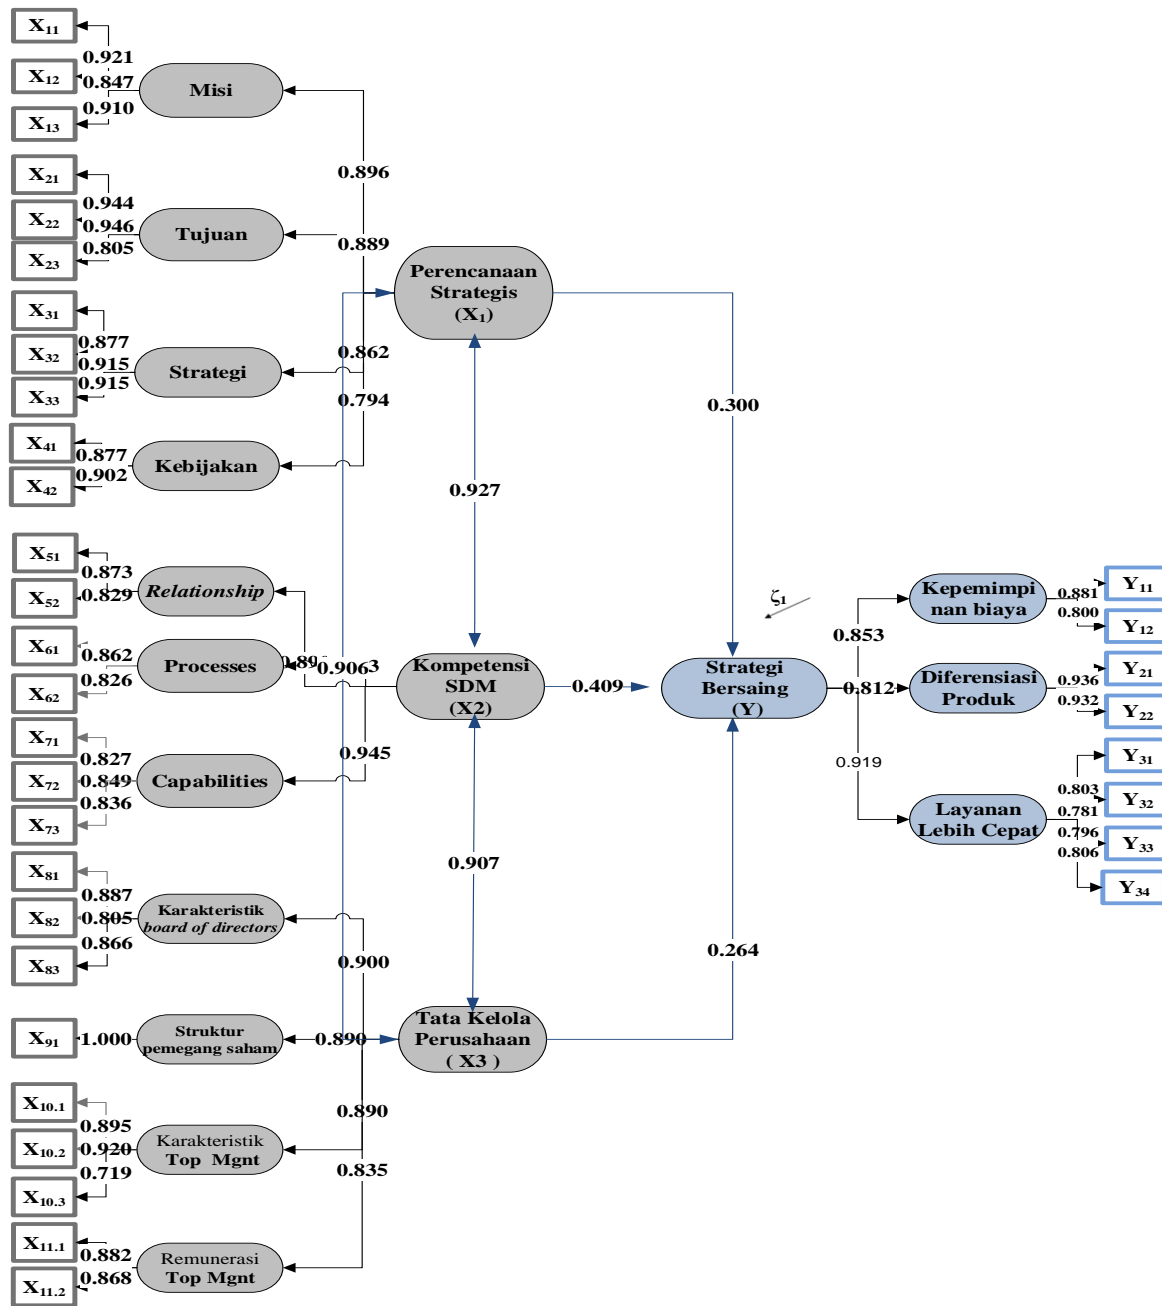 X11
0.921
X12
0.847
Misi
0.910
X13
0.896
X21
0.944
X22
0.946
Tujuan
0.805
X23
0.889
Perencanaan
Strategis
(X1)
X31
0.877
X32
0.915
Strategi
0.915
X33
0.862
0.794
0.300
X41
0.877
Kebijakan
0.902
X42
0.927
X51
0.873
Relationship
0.829
X52
ζ1
Kepemimpi
nan biaya
0.881
0.800
Y11
Y12
0.853
X61
0.862
Processes
0.826
X62
0.906
Kompetensi
SDM
(X2)
0.409
Strategi
Bersaing
(Y)
0.812
Diferensiasi
Produk
0.936
0.932
Y21
Y22
X71
0.827
X72
0.849
Capabilities
0.836
X73
0.945
0.919
Layanan
Lebih Cepat
0.803
0.781
0.796
0.806
Y31
Y32
Y33
Y34
0.907
X81
0.887
X82
0.805
Karakteristik
board of directors
0.866
X83
0.900
0.264
X91
1.000
Struktur
pemegang saham
0.890
Tata Kelola
Perusahaan
( X3 )
X10.1
0.895
X10.2
0.920
Karakteristik
Top Mgnt
0.719
X10.3
0.890
0.835
X11.1
0.882
Remunerasi
Top Mgnt
0.868
X11.2